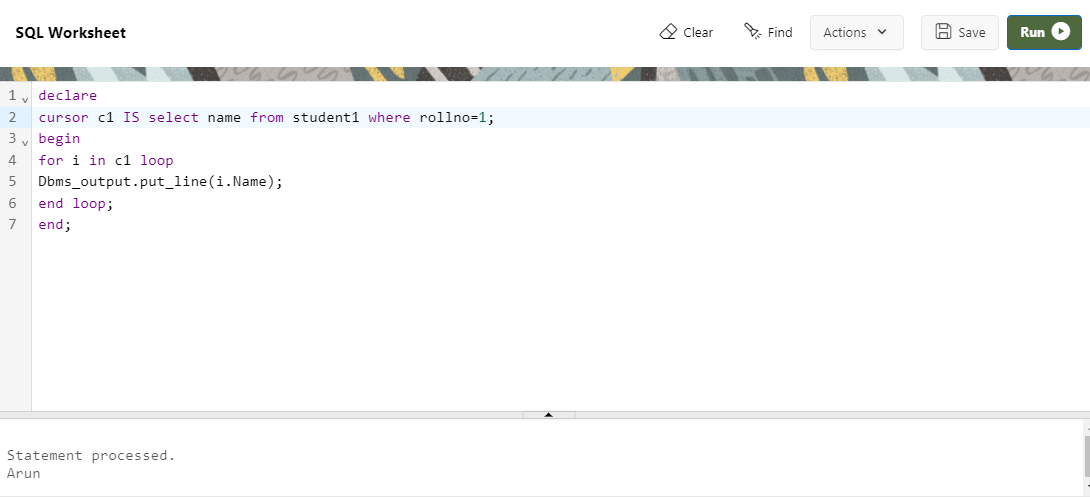 SQL Worksheet Clear Find Actions Save Run
1 declare
2 cursor c1 IS select name from student1 where rollno=1;
3 begin
4 for i in c1 loop
5 Dbms_output.put_line(i.Name);
6 end loop;
7 end;
Statement processed.
Arun